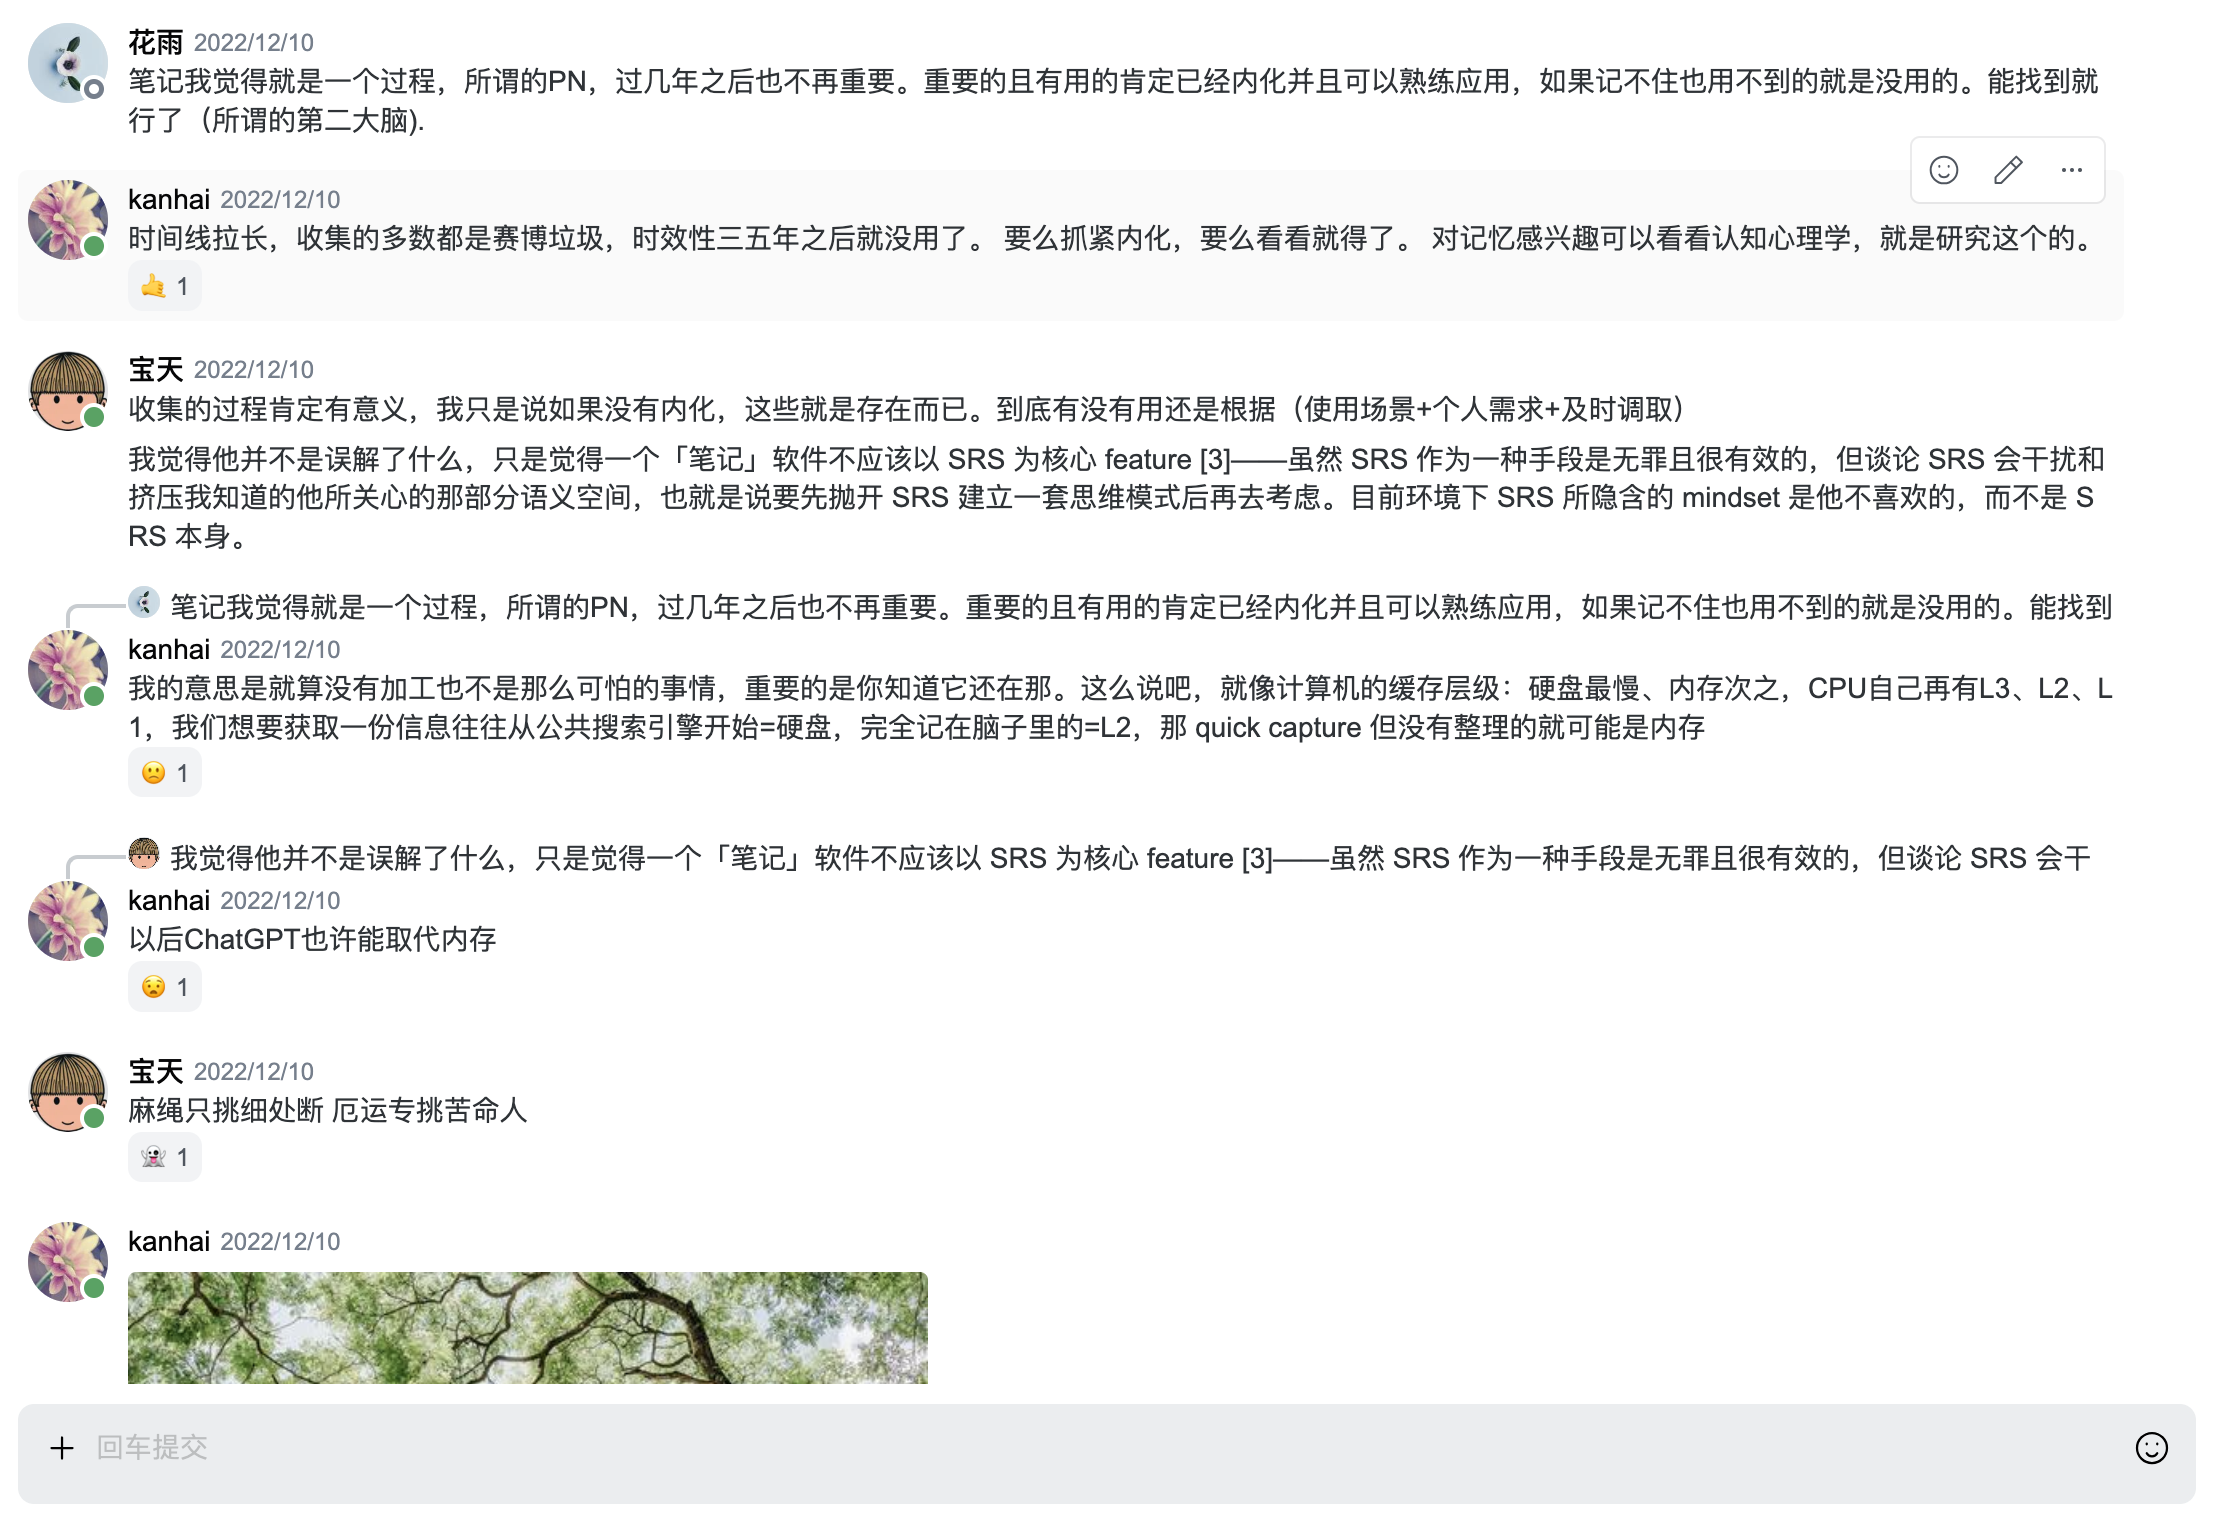 花雨 2022/12/10
笔记我觉得就是一个过程，所谓的PN，过几年之后也不再重要。重要的且有用的肯定已经内化并且可以熟练应用，如果记不住也用不到的就是没用的。能找到就
行了（所谓的第二大脑).
kanhai 2022/12/10
时间线拉长，收集的多数都是赛博垃圾，时效性三五年之后就没用了。 要么抓紧内化，要么看看就得了。 对记忆感兴趣可以看看认知心理学，就是研究这个的。
🤙 1
宝天 2022/12/10
收集的过程肯定有意义，我只是说如果没有内化，这些就是存在而已。到底有没有用还是根据（使用场景+个人需求+及时调取）
我觉得他并不是误解了什么，只是觉得一个「笔记」软件不应该以 SRS 为核心 feature [3]——虽然 SRS 作为一种手段是无罪且很有效的，但谈论 SRS 会干扰和
挤压我知道的他所关心的那部分语义空间，也就是说要先抛开 SRS 建立一套思维模式后再去考虑。目前环境下 SRS 所隐含的 mindset 是他不喜欢的，而不是 S
RS 本身。
笔记我觉得就是一个过程，所谓的PN，过几年之后也不再重要。重要的且有用的肯定已经内化并且可以熟练应用，如果记不住也用不到的就是没用的。能找到
kanhai 2022/12/10
我的意思是就算没有加工也不是那么可怕的事情，重要的是你知道它还在那。这么说吧，就像计算机的缓存层级：硬盘最慢、内存次之，CPU自己再有L3、L2、L
1，我们想要获取一份信息往往从公共搜索引擎开始=硬盘，完全记在脑子里的=L2，那 quick capture 但没有整理的就可能是内存
🙁 1
我觉得他并不是误解了什么，只是觉得一个「笔记」软件不应该以 SRS 为核心 feature [3]——虽然 SRS 作为一种手段是无罪且很有效的，但谈论 SRS 会干
kanhai 2022/12/10
以后ChatGPT也许能取代内存
😧 1
宝天 2022/12/10
麻绳只挑细处断 厄运专挑苦命人
👻 1
kanhai 2022/12/10
回车提交